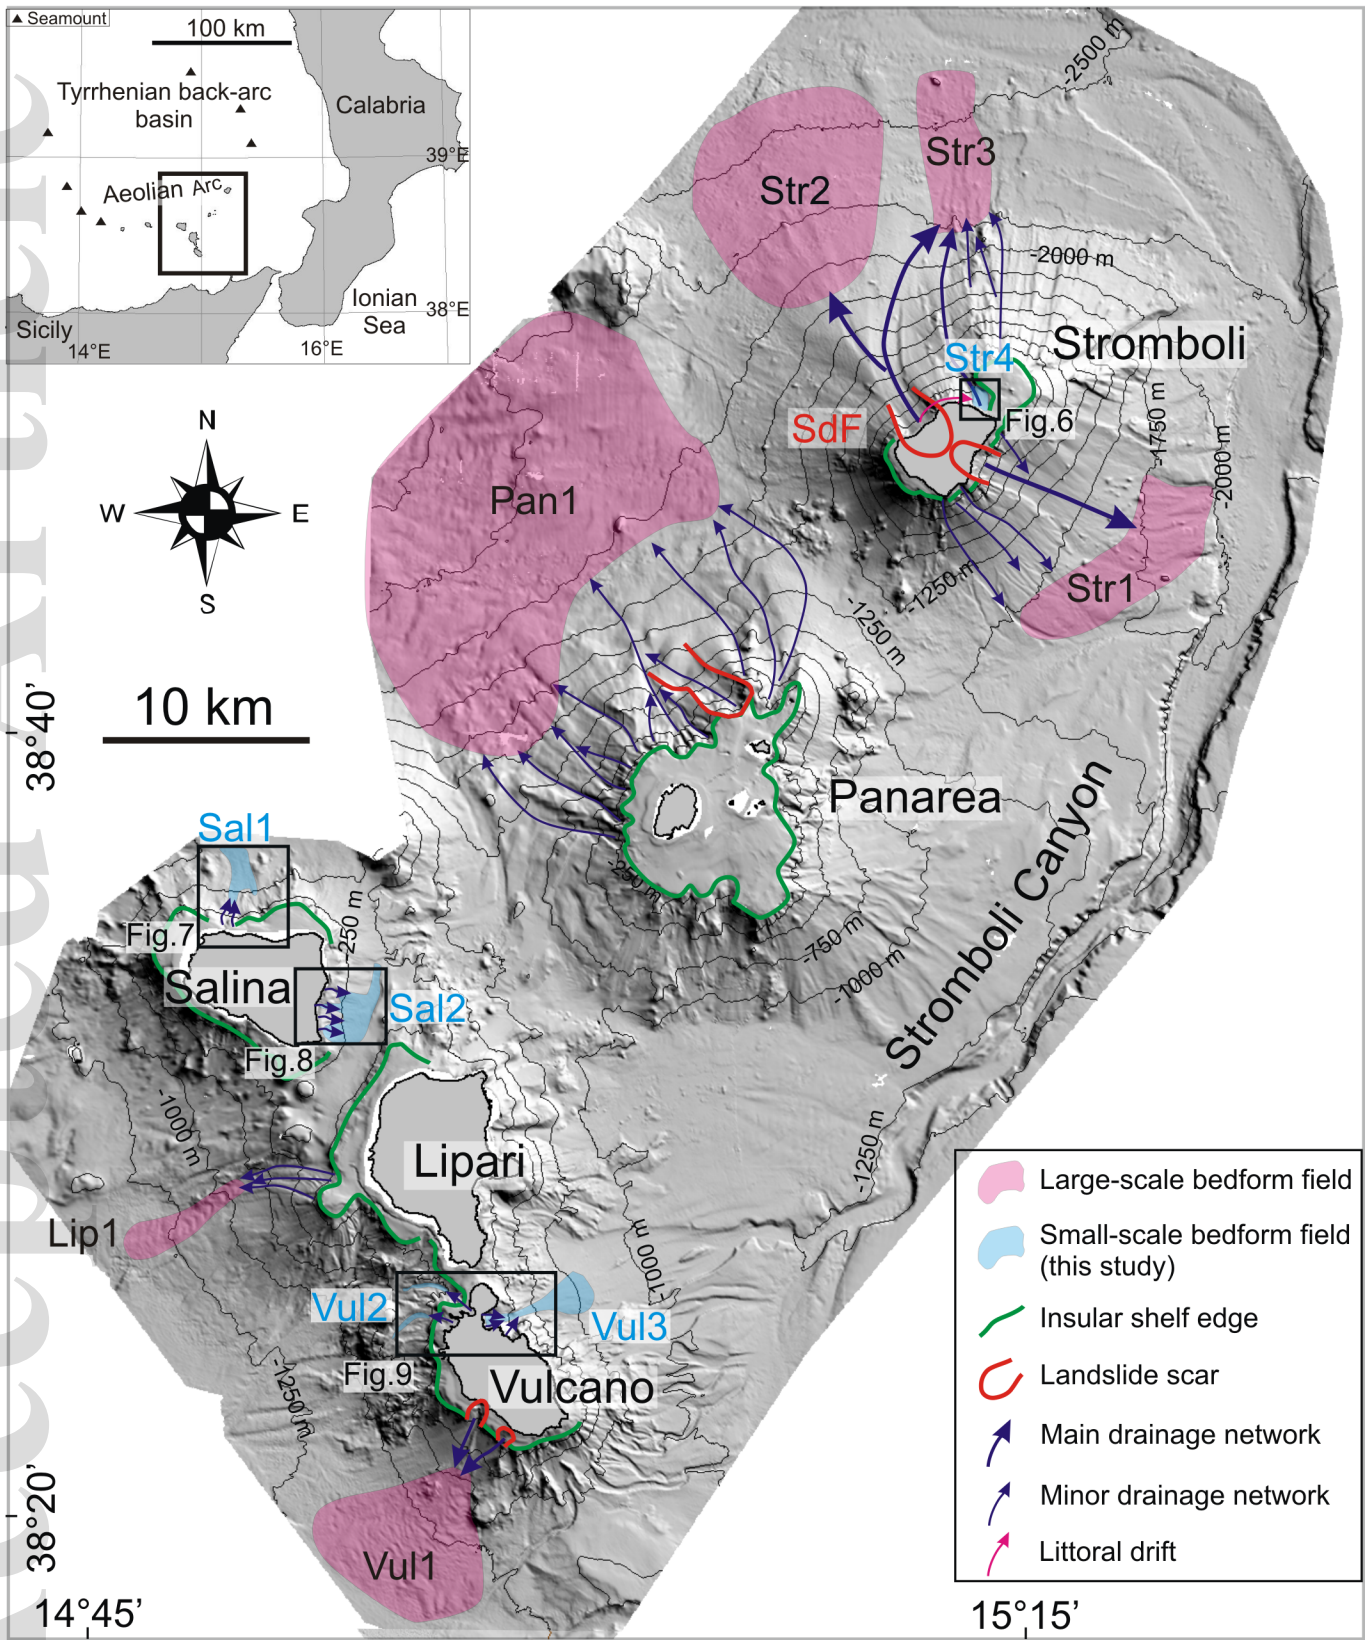 Seamount
100 km
Tyrrhenian back-arc
basin
Calabria
39°E
Aeolian Arc
Ionian
Sea
38°E
Sicily
14°E
16°E
-2500 m
Str3
Str2
-2000 m
Stromboli
Str4
Fig.6
SdF
-1750 m
-2000 m
N
W
E
S
Pan1
Str1
-1250 m
-1250 m
10 km
38°40'
Panarea
-250 m
-750 m
-1000 m
Stromboli Canyon
Sal1
250 m
Fig.7
Salina
Sal2
Fig.8
-1000 m
-1250 m
Lipari
Lip1
-1000 m
Vul2
Vul3
Fig.9
Vulcano
-1250 m
Vul1
38°20'
14°45'
15°15'
Large-scale bedform field
Small-scale bedform field
(this study)
Insular shelf edge
Landslide scar
Main drainage network
Minor drainage network
Littoral drift
Accepted Article